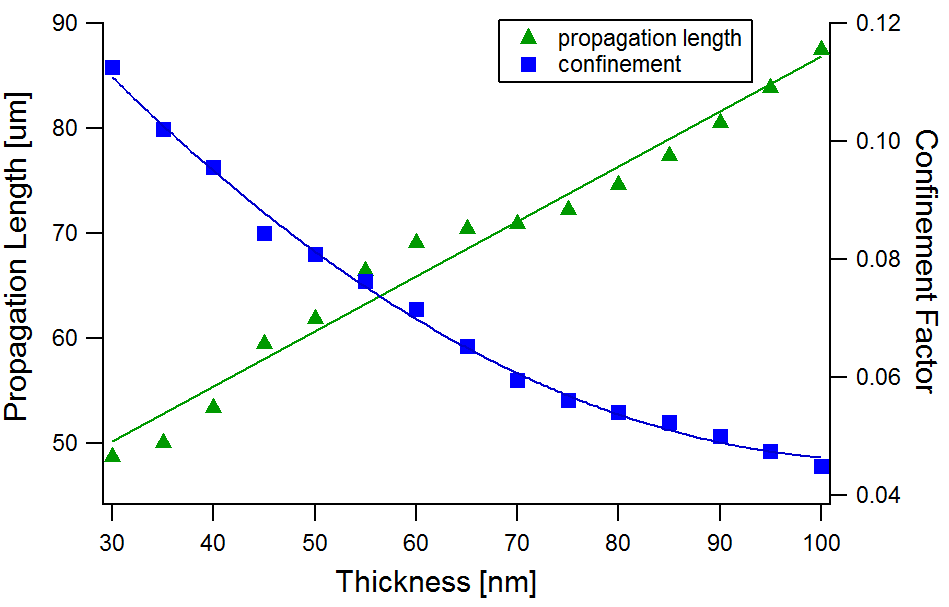 90
80
70
60
50
Propagation Length [um]
propagation length
confinement
0.12
0.10
0.08
0.06
0.04
Confinement Factor
30 40 50 60 70 80 90 100
Thickness [nm]